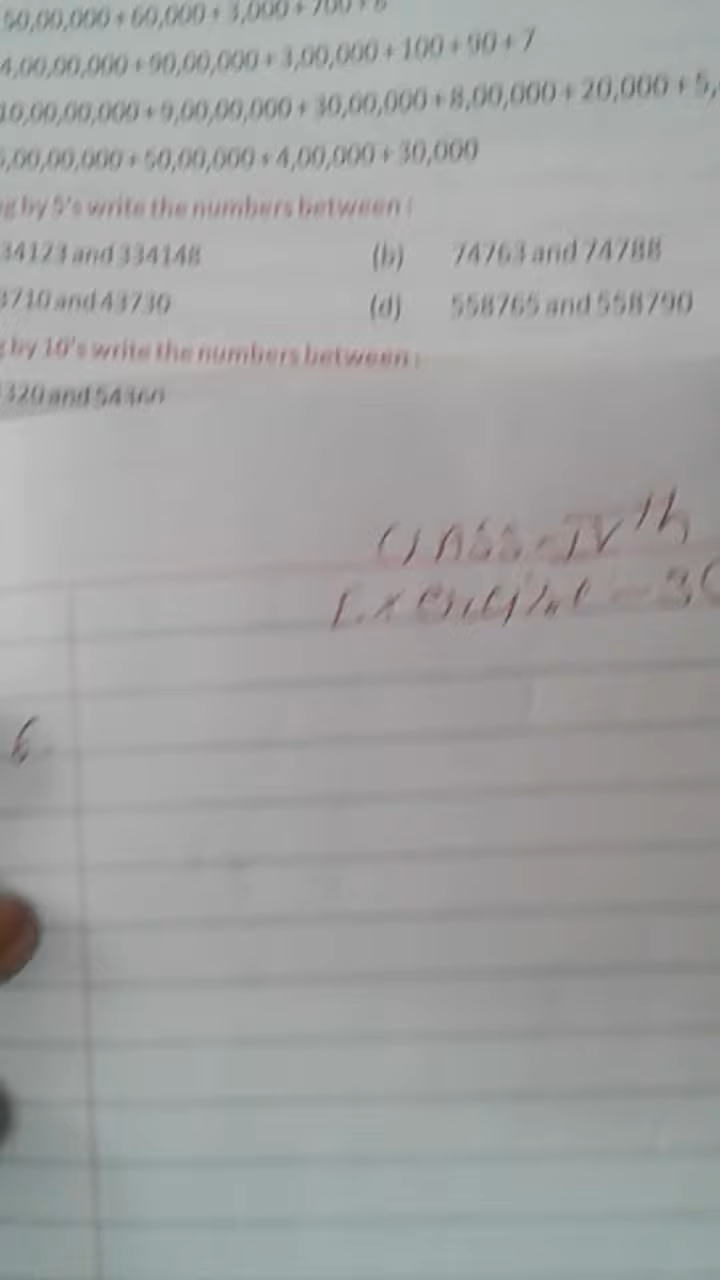 50,00,000 + 60,000 + 3,000 + 700 + 6
4,00,00,000 + 90,00,000 + 3,00,000 + 100 + 90 + 7
10,00,00,000 + 9,00,00,000 + 30,00,000 + 8,00,000 + 20,000 + 5,
,00,00,000 + 50,00,000 + 4,00,000 + 30,000
g by 5's write the numbers between :
34123 and 334148 (b) 74763 and 74788
3710 and 43730 (d) 558765 and 558790
by 10's write the numbers between :
320 and 54360
CLASS-IVth
6